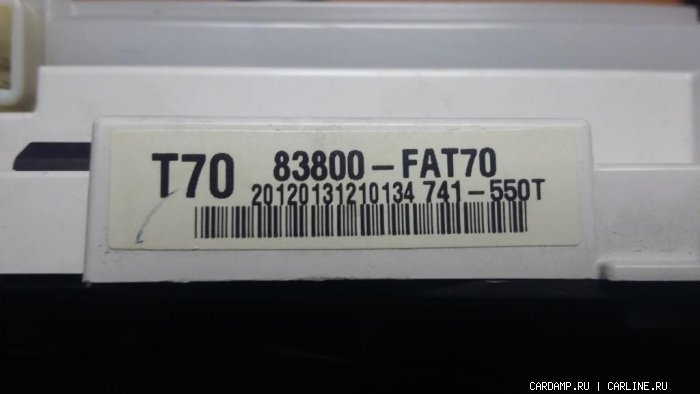 T70 83800-FAT70
20120131210134 741-550T
CARDAMP.RU | CARLINE.RU